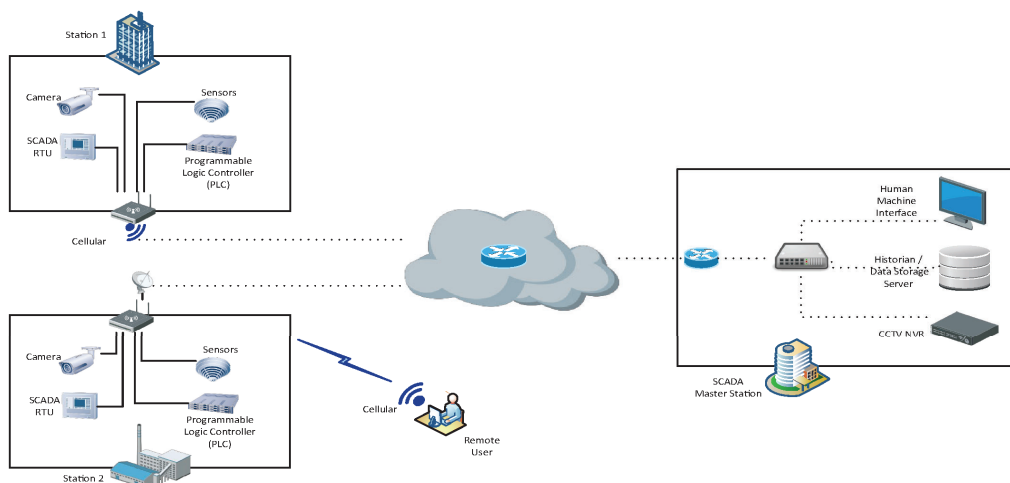 Station 1
Camera
Sensors
SCADA
RTU
Programmable
Logic Controller
(PLC)
Cellular
Camera
Sensors
SCADA
RTU
Programmable
Logic Controller
(PLC)
Station 2
Cellular
Remote
User
Human
Machine
Interface
Historian /
Data Storage
Server
CCTV NVR
SCADA
Master Station